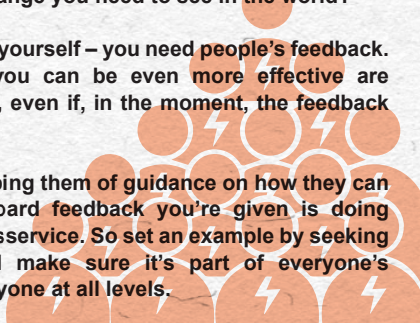 ange you need to see in the world?
yourself – you need people's feedback.
you can be even more effective are
, even if, in the moment, the feedback
ping them of guidance on how they can
oard feedback you're given is doing
sservice. So set an example by seeking
make sure it's part of everyone's
yone at all levels.